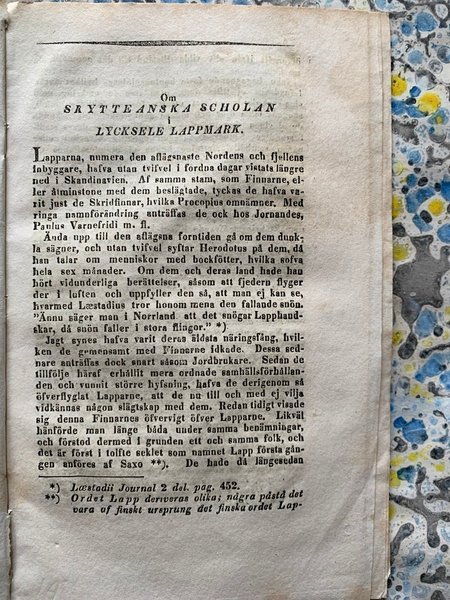 Om
SKYTTEANSKA SCHOLAN
i
LYCKSELE LAPPMARK.
Lapparna, numera den aflägsnaste Nordens och fjellens
inbyggare, hafva utan tvifvel i fordna dagar vistats längre
ned i Skandinavien. Af samma stam, som Finnarne, el-
ler åtminstone med dem beslägtade, tyckas de hafva va-
rit just de Skridfinnar, hvilka Procopius omnämner. Med
ringa namnförändring anträffas de ock hos Jornandes,
Paulus Varnefridi m. fl.
Ända upp till den aflägsna forntiden gå om dem dunk-
la sägner, och utan tvifvel syftar Herodotus på dem, då
han talar om menniskor med bockfötter, hvilka sofva
hela sex månader. Om dem och deras land hade han
hört vidunderliga berättelser, såsom att fjedern flyger
der i luften och uppfyller den så, att man ej kan se,
hvarmed Læstadius tror honom mena den fallande snön.
"Ännu säger man i Norrland att det snögat Lapphand-
skar, då snön faller i stora flingor." *)
Jagt synes hafva varit deras äldsta näringsfång, hvil-
ken de gemensamt med Finnerne idkade. Dessa sed-
nare anträffas dock snart såsom Jordbrukare. Sedan de
tillfölje häraf erhållit mera ordnade samhällsförhållan-
den och vunnit större hyfsning, hafva de derigenom så
öfverflyglat Lapparne, att de nu till och med ej vilja
vidkännas någon slägtskap med dem. Redan tidigt visade
sig denna Finnarnes öfvervigt öfver Lapparne. Likväl
hänförde man länge båda under samma benämningar,
och förstod dermed i grunden ett och samma folk, och
det är först i tolfte seklet som namnet Lapp första gån-
gen anföres af Saxo **). De hade då längesedan
*) Læstadii Journal 2 del. pag. 452.
**) Ordet Lapp deriveras olika; några påstå det
vara af finskt ursprung det finska ordet Lap-